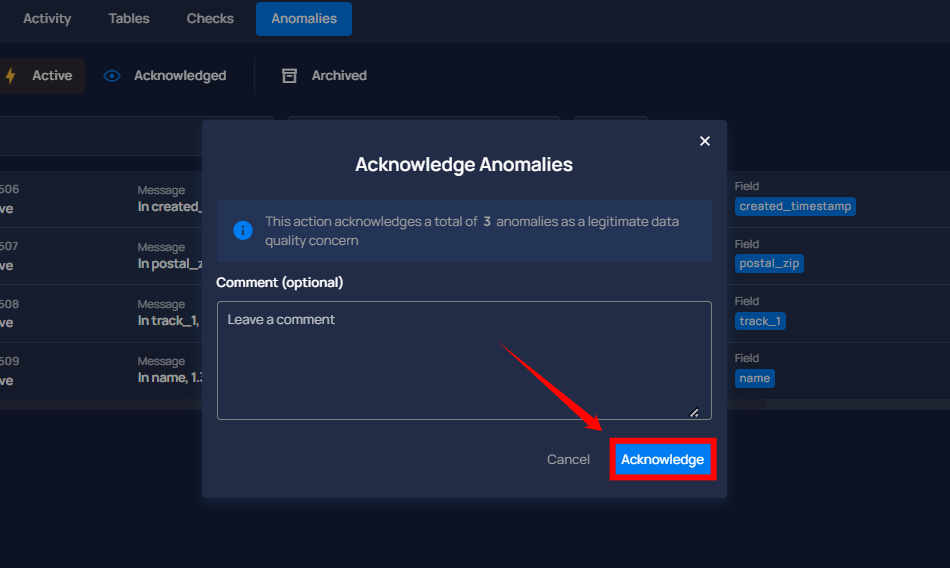 Activity Tables Checks Anomalies
Active Acknowledged Archived
Acknowledge Anomalies
This action acknowledges a total of 3 anomalies as a legitimate data
quality concern
Comment (optional)
Leave a comment
Cancel Acknowledge
506 Message Field
ve In created_ created_timestamp
507 Message Field
ve In postal_z postal_zip
508 Message Field
ve In track_1, track_1
509 Message Field
ve In name, 1.3 name